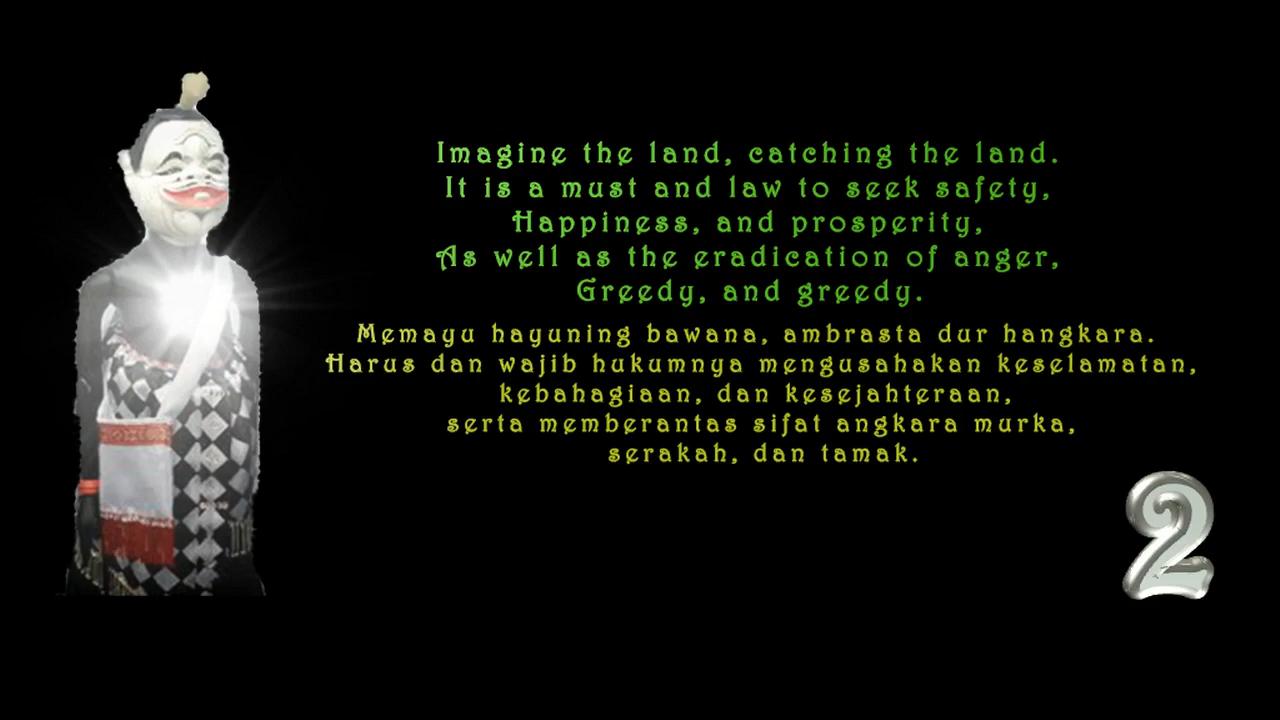 Imagine the land, catching the land.
It is a must and law to seek safety,
Happiness, and prosperity,
As well as the eradication of anger,
Greedy, and greedy.
Memayu hayuning bawana, ambrasta dur hangkara.
Harus dan wajib hukumnya mengusahakan keselamatan,
kebahagiaan, dan kesejahteraan,
serta memberantas sifat angkara murka,
serakah, dan tamak.
2